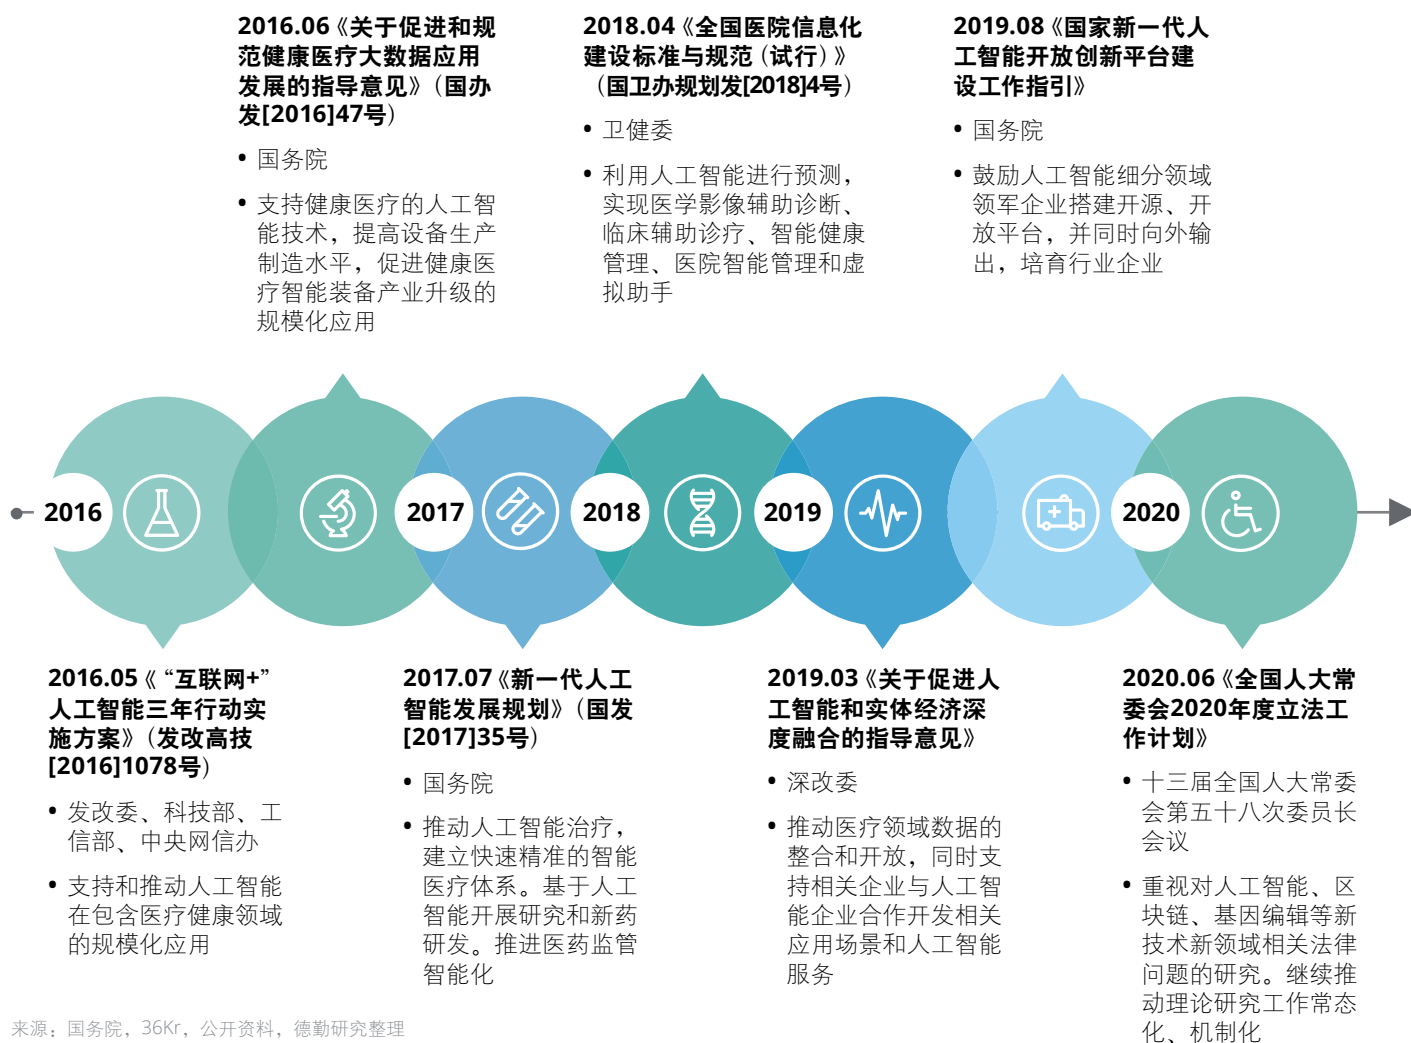 2016.06《关于促进和规
范健康医疗大数据应用
发展的指导意见》（国办
发[2016]47号）
• 国务院
• 支持健康医疗的人工智
能技术，提高设备生产
制造水平，促进健康医
疗智能装备产业升级的
规模化应用
2018.04《全国医院信息化
建设标准与规范（试行）》
（国卫办规划发[2018]4号）
• 卫健委
• 利用人工智能进行预测，
实现医学影像辅助诊断、
临床辅助诊疗、智能健康
管理、医院智能管理和虚
拟助手
2019.08《国家新一代人
工智能开放创新平台建
设工作指引》
• 国务院
• 鼓励人工智能细分领域
领军企业搭建开源、开
放平台，并同时向外输
出，培育行业企业
2016
2017
2018
2019
2020
2016.05《“互联网+”
人工智能三年行动实
施方案》（发改高技
[2016]1078号）
• 发改委、科技部、工
信部、中央网信办
• 支持和推动人工智能
在包含医疗健康领域
的规模化应用
2017.07《新一代人工
智能发展规划》（国发
[2017]35号）
• 国务院
• 推动人工智能治疗，
建立快速精准的智能
医疗体系。基于人工
智能开展研究和新药
研发。推进医药监管
智能化
2019.03《关于促进人
工智能和实体经济深
度融合的指导意见》
• 深改委
• 推动医疗领域数据的
整合和开放，同时支
持相关企业与人工智
能企业合作开发相关
应用场景和人工智能
服务
2020.06《全国人大常
委会2020年度立法工
作计划》
• 十三届全国人大常委
会第五十八次委员长
会议
• 重视对人工智能、区
块链、基因编辑等新
技术新领域相关法律
问题的研究。继续推
动理论研究工作常态
化、机制化
来源：国务院，36Kr，公开资料，德勤研究整理